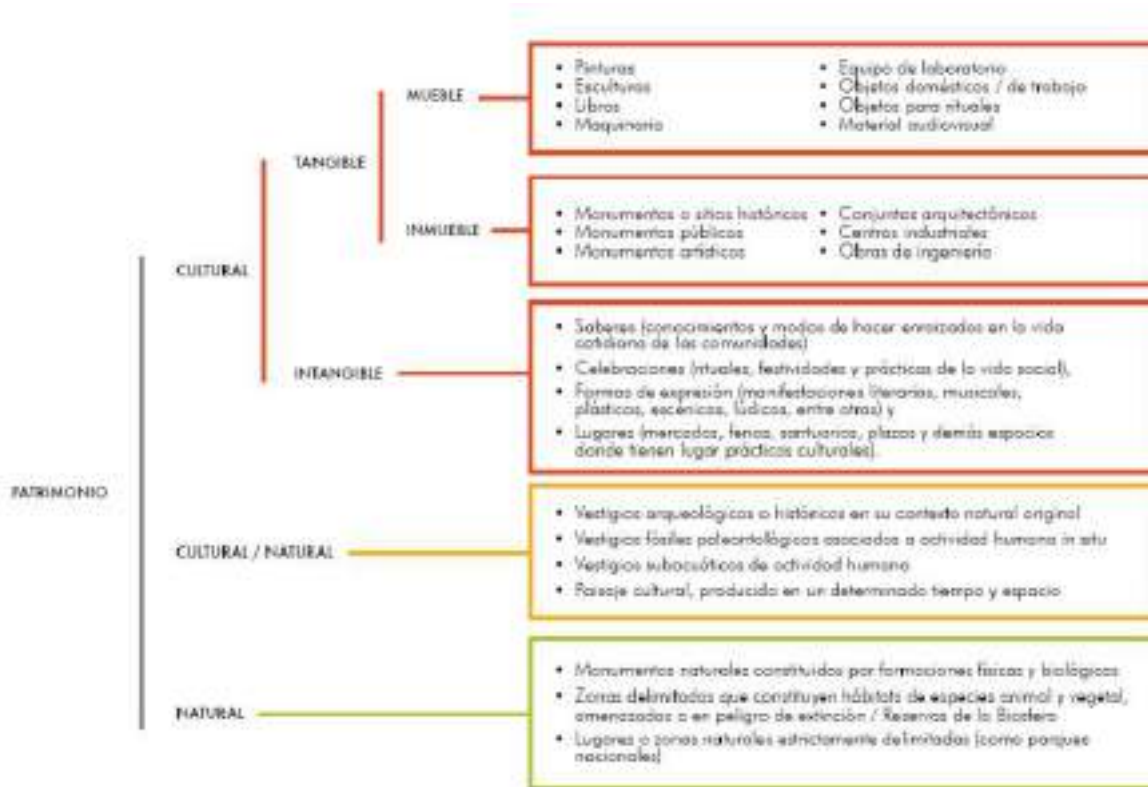 PATRIMONIO
CULTURAL
TANGIBLE
MUEBLE
• Pinturas
• Esculturas
• Libros
• Maquinaria
• Equipo de laboratorio
• Objetos domésticos / de trabajo
• Objetos para rituales
• Material audiovisual
INMUEBLE
• Monumentos o sitios históricos
• Monumentos públicos
• Monumentos artísticos
• Conjuntos arquitectónicos
• Centros industriales
• Obras de ingeniería
INTANGIBLE
• Saberes (conocimientos y modos de hacer enraizados en la vida
cotidiana de las comunidades)
• Celebraciones (rituales, festividades y prácticas de la vida social),
• Formas de expresión (manifestaciones literarias, musicales,
plásticas, escénicas, lúdicas, entre otras) y
• Lugares (mercados, ferias, santuarios, plazas y demás espacios
donde tienen lugar prácticas culturales).
CULTURAL / NATURAL
• Vestigios arqueológicos o históricos en su contexto natural original
• Vestigios fósiles paleontológicos asociados a actividad humana in situ
• Vestigios subacuáticos de actividad humana
• Paisaje cultural, producido en un determinado tiempo y espacio
NATURAL
• Monumentos naturales constituidos por formaciones físicas y biológicas
• Zonas delimitadas que constituyen hábitats de especies animal y vegetal,
amenazadas o en peligro de extinción / Reservas de la Biosfera
• Lugares o zonas naturales estrictamente delimitadas (como parques
nacionales)